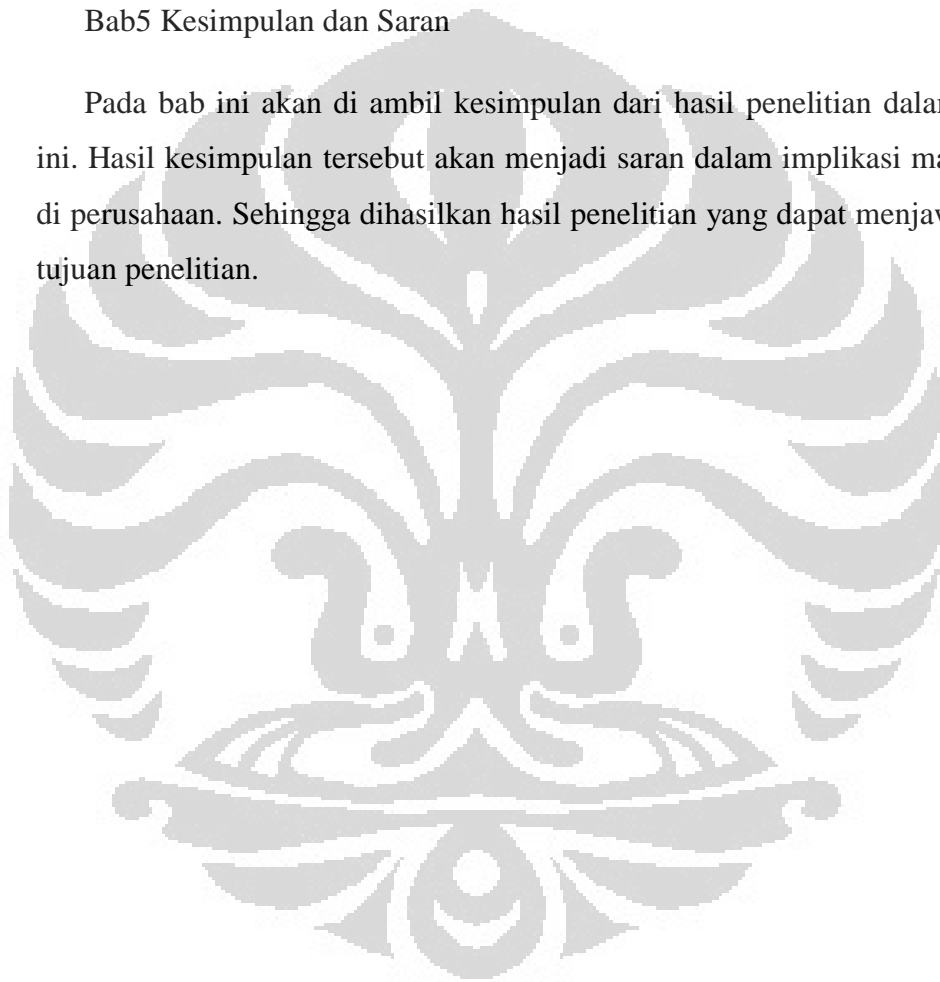 Bab5 Kesimpulan dan Saran
Pada bab ini akan di ambil kesimpulan dari hasil penelitian
ini. Hasil kesimpulan tersebut akan menjadi saran dalam implikasi
di perusahaan. Sehingga dihasilkan hasil penelitian yang dapat
tujuan penelitian.